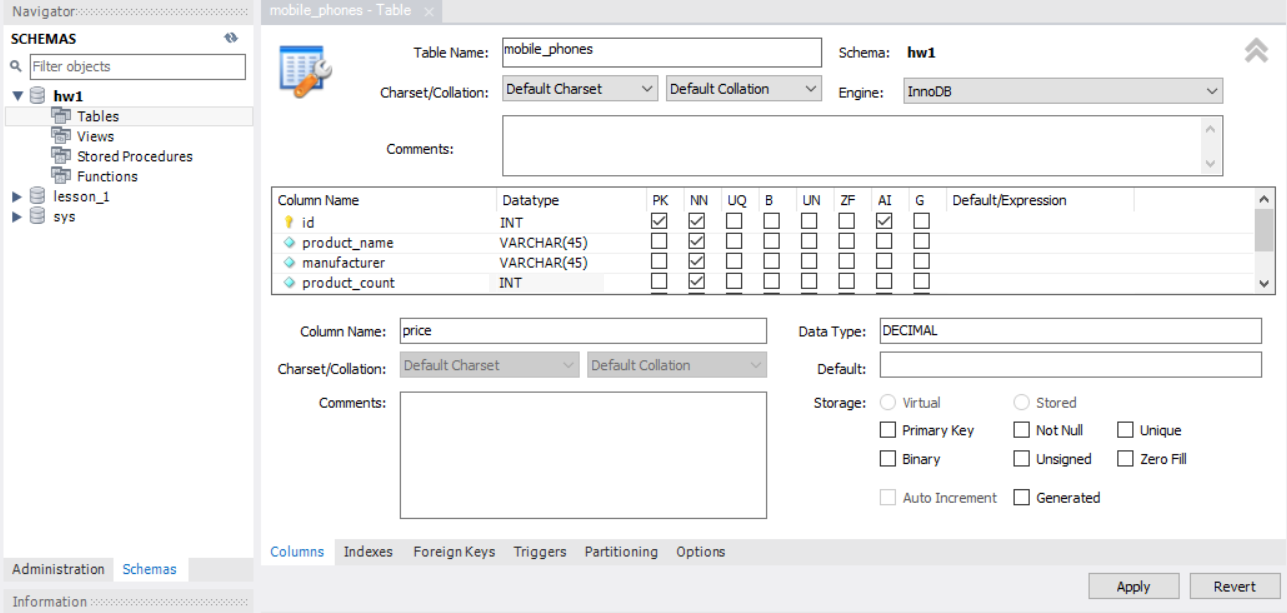 Navigator
SCHEMAS
Filter objects
hw1
Tables
Views
Stored Procedures
Functions
lesson_1
sys
Administration Schemas
Information
mobile_phones - Table ×
Table Name: mobile_phones Schema: hw1
Charset/Collation: Default Charset Default Collation Engine: InnoDB
Comments:
Column Name Datatype PK NN UQ B UN ZF AI G Default/Expression
id INT
product_name VARCHAR(45)
manufacturer VARCHAR(45)
product_count INT
Column Name: price Data Type: DECIMAL
Charset/Collation: Default Charset Default Collation Default:
Comments: Storage: Virtual Stored
Primary Key Not Null Unique
Binary Unsigned Zero Fill
Auto Increment Generated
Columns Indexes Foreign Keys Triggers Partitioning Options
Apply Revert